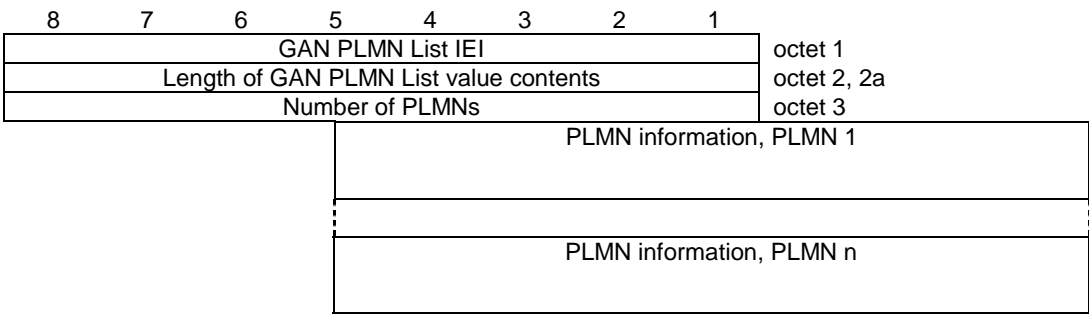 8 7 6 5 4 3 2 1
GAN PLMN List IEI octet 1
Length of GAN PLMN List value contents octet 2, 2a
Number of PLMNs octet 3
PLMN information, PLMN 1
PLMN information, PLMN n